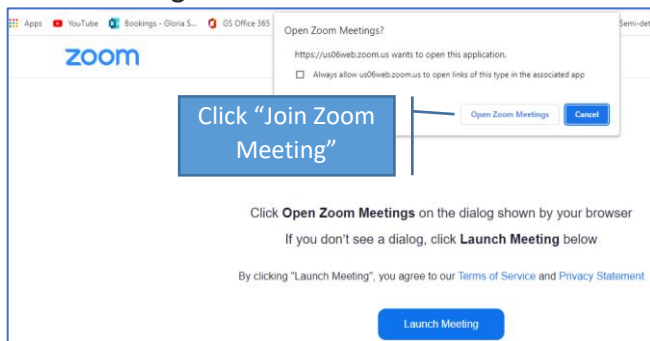 Apps YouTube Bookings - Gloria S... GS Office 365
Semi-det
Open Zoom Meetings?
https://us06web.zoom.us wants to open this application.
Always allow us06web.zoom.us to open links of this type in the associated app
Open Zoom Meetings Cancel
zoom
Click “Join Zoom
Meeting”
Click Open Zoom Meetings on the dialog shown by your browser
If you don't see a dialog, click Launch Meeting below
By clicking "Launch Meeting", you agree to our Terms of Service and Privacy Statement
Launch Meeting